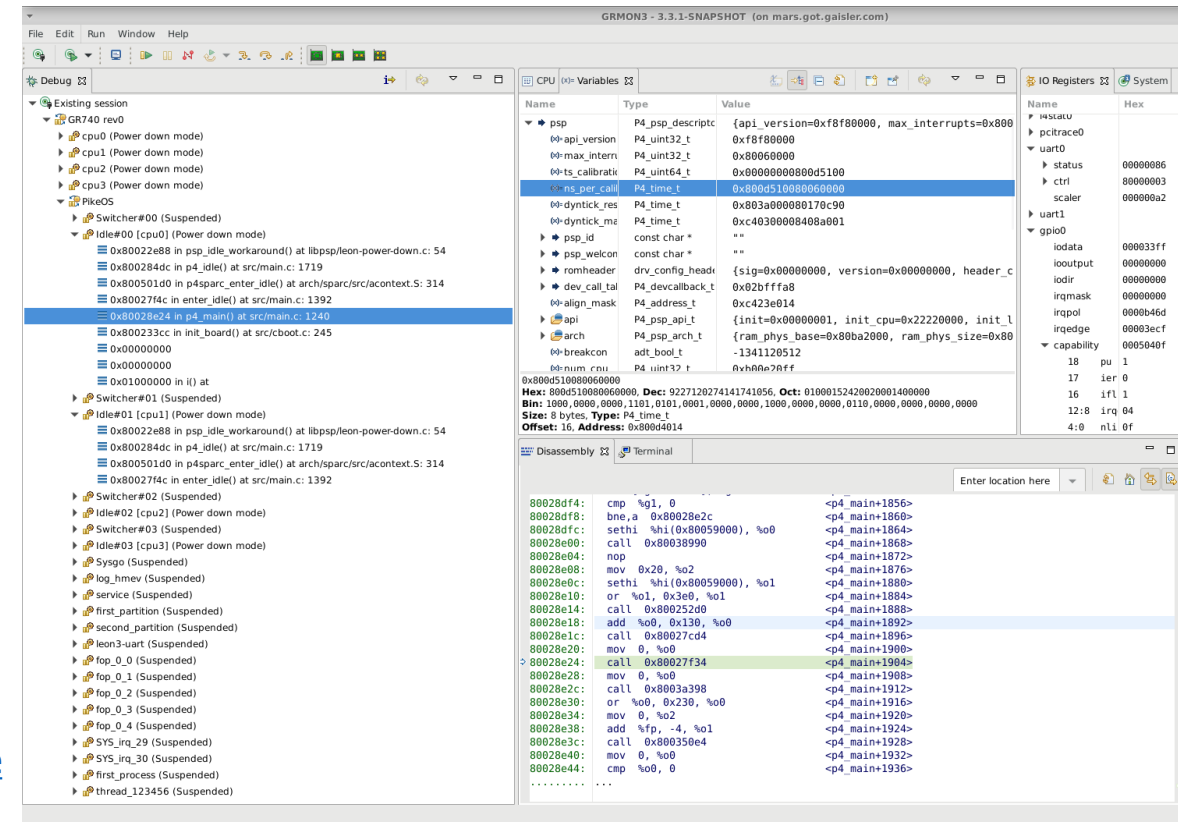 GRMON3 - 3.3.1-SNAPSHOT (on mars.got.gaisler.com)
File Edit Run Window Help
Debug
Existing session
GR740 rev0
cpu0 (Power down mode)
cpu1 (Power down mode)
cpu2 (Power down mode)
cpu3 (Power down mode)
PikeOS
Switcher#00 (Suspended)
Idle#00 [cpu0] (Power down mode)
0x80022e88 in psp_idle_workaround() at libpsp/leon-power-down.c: 54
0x800284dc in p4_idle() at src/main.c: 1719
0x800501d0 in p4sparc_enter_idle() at arch/sparc/src/acontext.S: 314
0x80027f4c in enter_idle() at src/main.c: 1392
0x80028e24 in p4_main() at src/main.c: 1240
0x800233cc in init_board() at src/cboot.c: 245
0x00000000
0x00000000
0x01000000 in i() at
Switcher#01 (Suspended)
Idle#01 [cpu1] (Power down mode)
0x80022e88 in psp_idle_workaround() at libpsp/leon-power-down.c: 54
0x800284dc in p4_idle() at src/main.c: 1719
0x800501d0 in p4sparc_enter_idle() at arch/sparc/src/acontext.S: 314
0x80027f4c in enter_idle() at src/main.c: 1392
Switcher#02 (Suspended)
Idle#02 [cpu2] (Power down mode)
Switcher#03 (Suspended)
Idle#03 [cpu3] (Power down mode)
Sysgo (Suspended)
log_hmev (Suspended)
service (Suspended)
first_partition (Suspended)
second_partition (Suspended)
leon3-uart (Suspended)
fop_0_0 (Suspended)
fop_0_1 (Suspended)
fop_0_2 (Suspended)
fop_0_3 (Suspended)
fop_0_4 (Suspended)
SYS_irq_29 (Suspended)
SYS_irq_30 (Suspended)
first_process (Suspended)
thread_123456 (Suspended)
CPU (x)= Variables
Name Type Value
psp P4_psp_descripto {api_version=0xf8f80000, max_interrupts=0x800
api_version P4_uint32_t 0xf8f80000
max_interru P4_uint32_t 0x80060000
ts_calibratio P4_uint64_t 0x00000000800d5100
ns_per_calil P4_time_t 0x800d510080060000
dyntick_res P4_time_t 0x803a000080170c90
dyntick_ma P4_time_t 0xc40300008408a001
psp_id const char * ""
psp_welcon const char * ""
romheader drv_config_heade {sig=0x00000000, version=0x00000000, header_c
dev_call_tal P4_devcallback_t 0x02bfffa8
align_mask P4_address_t 0xc423e014
api P4_psp_api_t {init=0x00000001, init_cpu=0x22220000, init_l
arch P4_psp_arch_t {ram_phys_base=0x80ba2000, ram_phys_size=0x80
breakcon adt_bool_t -1341120512
num_cpu P4_uint32_t 0xb00e20ff
0x800d510080060000
Hex: 800d510080060000, Dec: 9227120274141741056, Oct: 01000152420020001400000
Bin: 1000,0000,0000,1101,0101,0001,0000,0000,1000,0000,0000,0110,0000,0000,0000,0000
Size: 8 bytes, Type: P4_time_t
Offset: 16, Address: 0x800d4014
IO Registers System
Name Hex
l4stat0
pcitrace0
uart0
status 00000086
ctrl 80000003
scaler 000000a2
uart1
gpio0
iodata 000033ff
iooutput 00000000
iodir 00000000
irqmask 00000000
irqpol 0000b46d
irqedge 00003ecf
capability 0005040f
18 pu 1
17 ier 0
16 ifl 1
12:8 irq 04
4:0 nli 0f
Disassembly Terminal
Enter location here
80028df4: cmp %g1, 0 <p4_main+1856>
80028df8: bne,a 0x80028e2c <p4_main+1860>
80028dfc: sethi %hi(0x80059000), %o0 <p4_main+1864>
80028e00: call 0x80038990 <p4_main+1868>
80028e04: nop <p4_main+1872>
80028e08: mov 0x20, %o2 <p4_main+1876>
80028e0c: sethi %hi(0x80059000), %o1 <p4_main+1880>
80028e10: or %o1, 0x3e0, %o1 <p4_main+1884>
80028e14: call 0x800252d0 <p4_main+1888>
80028e18: add %o0, 0x130, %o0 <p4_main+1892>
80028e1c: call 0x80027cd4 <p4_main+1896>
80028e20: mov 0, %o0 <p4_main+1900>
80028e24: call 0x80027f34 <p4_main+1904>
80028e28: mov 0, %o0 <p4_main+1908>
80028e2c: call 0x8003a398 <p4_main+1912>
80028e30: or %o0, 0x230, %o0 <p4_main+1916>
80028e34: mov 0, %o2 <p4_main+1920>
80028e38: add %fp, -4, %o1 <p4_main+1924>
80028e3c: call 0x800350e4 <p4_main+1928>
80028e40: mov 0, %o0 <p4_main+1932>
80028e44: cmp %o0, 0 <p4_main+1936>
......... ...